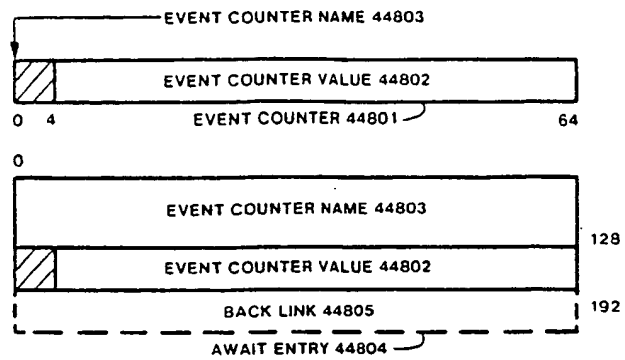 EVENT COUNTER NAME 44803
EVENT COUNTER VALUE 44802
0 4 EVENT COUNTER 44801 64
0
EVENT COUNTER NAME 44803
128
EVENT COUNTER VALUE 44802
BACK LINK 44805 192
AWAIT ENTRY 44804